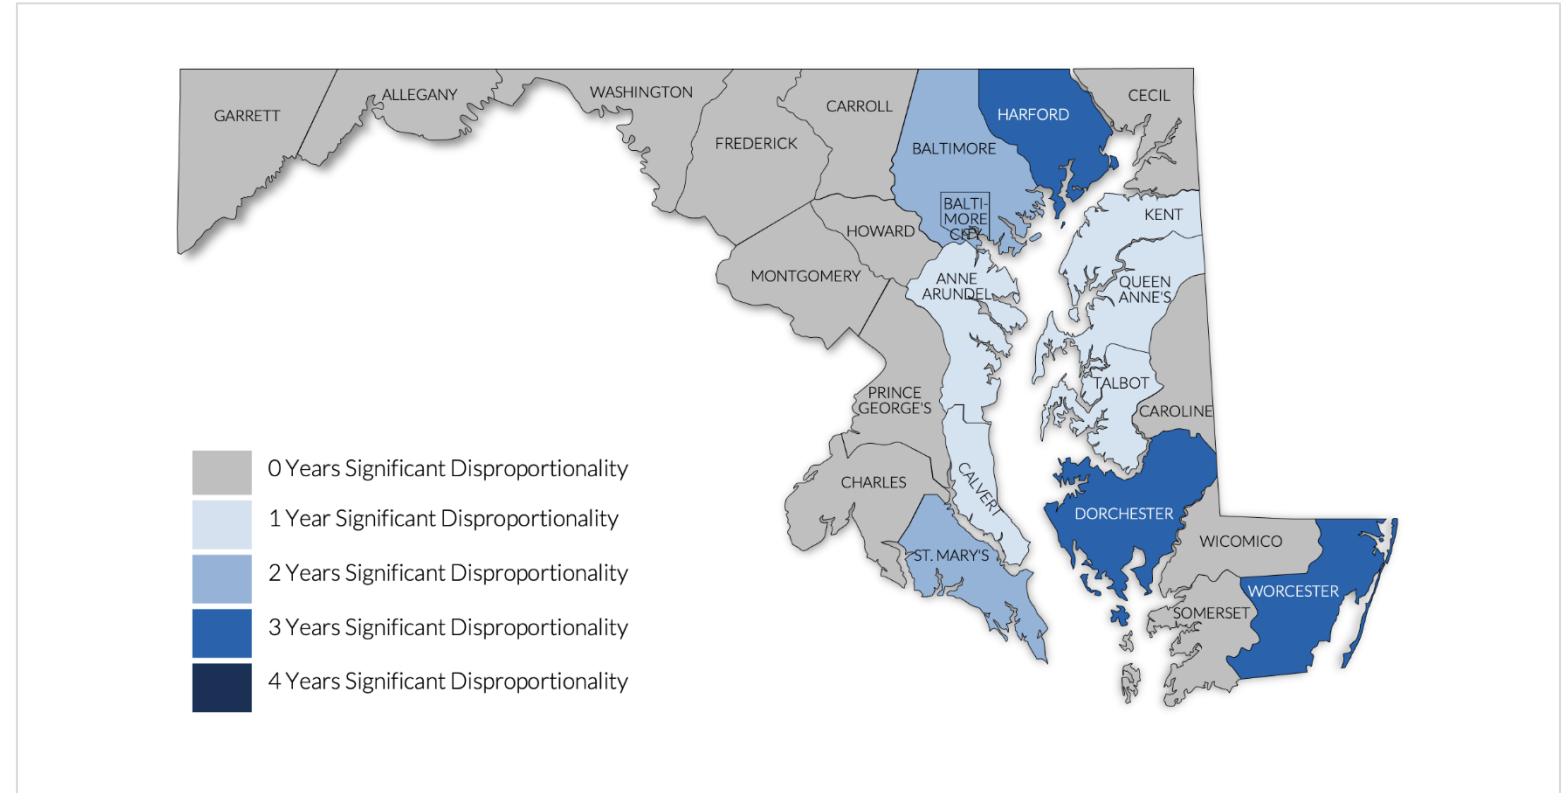 GARRETT
ALLEGANY
WASHINGTON
FREDERICK
CARROLL
BALTIMORE
HARFORD
CECIL
BALTI-
MORE
CITY
KENT
HOWARD
MONTGOMERY
ANNE
ARUNDEL
QUEEN
ANNE'S
PRINCE
GEORGE'S
TALBOT
CAROLINE
CHARLES
CALVERT
ST. MARY'S
DORCHESTER
WICOMICO
WORCESTER
SOMERSET
0 Years Significant Disproportionality
1 Year Significant Disproportionality
2 Years Significant Disproportionality
3 Years Significant Disproportionality
4 Years Significant Disproportionality